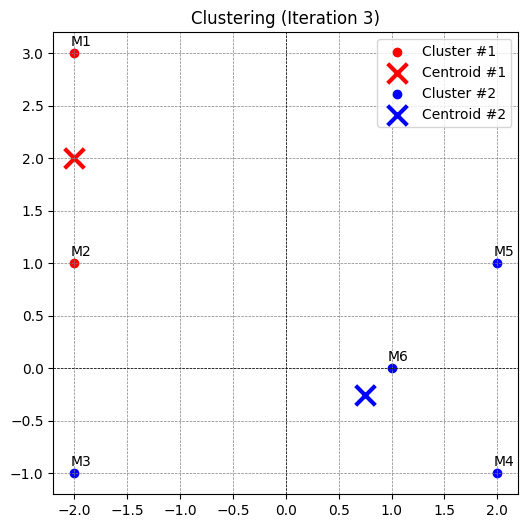 Clustering (Iteration 3)
M1
3.0
Cluster #1
Centroid #1
Cluster #2
Centroid #2
2.5
2.0
1.5
M2
M5
1.0
0.5
M6
0.0
−0.5
M3
M4
−1.0
−2.0 −1.5 −1.0 −0.5 0.0 0.5 1.0 1.5 2.0